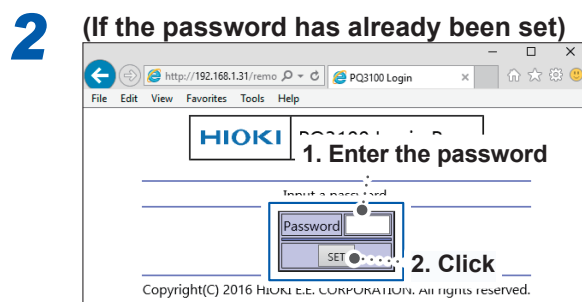 2
(If the password has already been set)
http://192.168.1.31/remo
PQ3100 Login
File Edit View Favorites Tools Help
HIOKI
1. Enter the password
Input a password
Password
SET
2. Click
Copyright(C) 2016 HIOKI E.E. CORPORATION. All rights reserved.